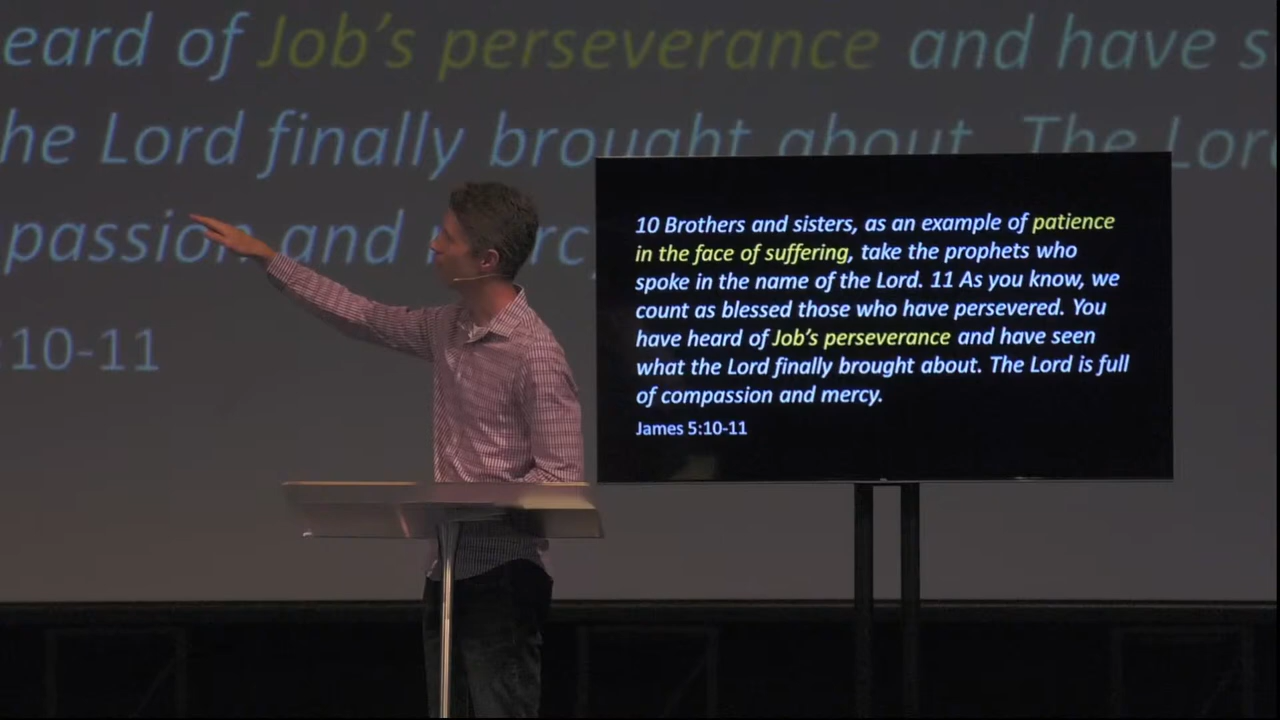 eard of Job's perseverance and have s
he Lord finally brought about. The Lor
passion and merc
:10-11
10 Brothers and sisters, as an example of patience
in the face of suffering, take the prophets who
spoke in the name of the Lord. 11 As you know, we
count as blessed those who have persevered. You
have heard of Job's perseverance and have seen
what the Lord finally brought about. The Lord is full
of compassion and mercy.
James 5:10-11